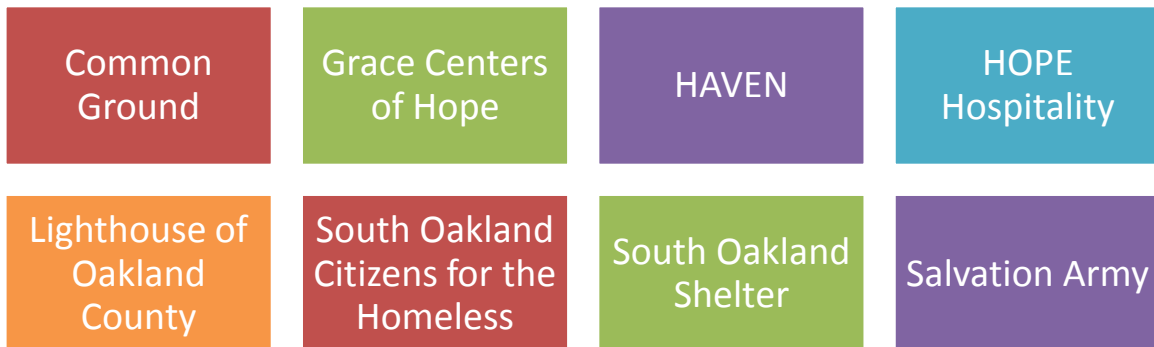 Common
Ground
Grace Centers
of Hope
HAVEN
HOPE
Hospitality
Lighthouse of
Oakland
County
South Oakland
Citizens for the
Homeless
South Oakland
Shelter
Salvation Army